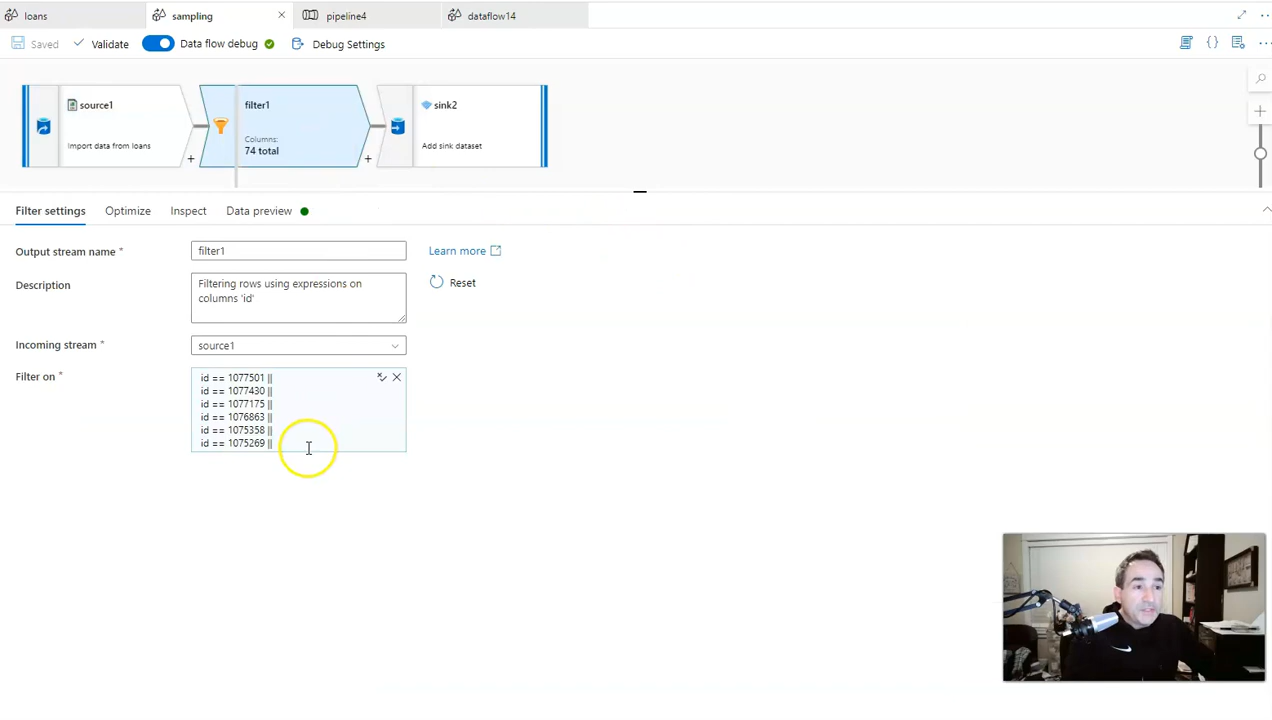 loans
sampling
pipeline4
dataflow14
Saved
Validate
Data flow debug
Debug Settings
source1
Import data from loans
filter1
Columns:
74 total
sink2
Add sink dataset
Filter settings
Optimize
Inspect
Data preview
Output stream name *
filter1
Learn more
Description
Filtering rows using expressions on
columns 'id'
Reset
Incoming stream *
source1
Filter on *
id == 1077501 ||
id == 1077430 ||
id == 1077175 ||
id == 1076863 ||
id == 1075358 ||
id == 1075269 ||